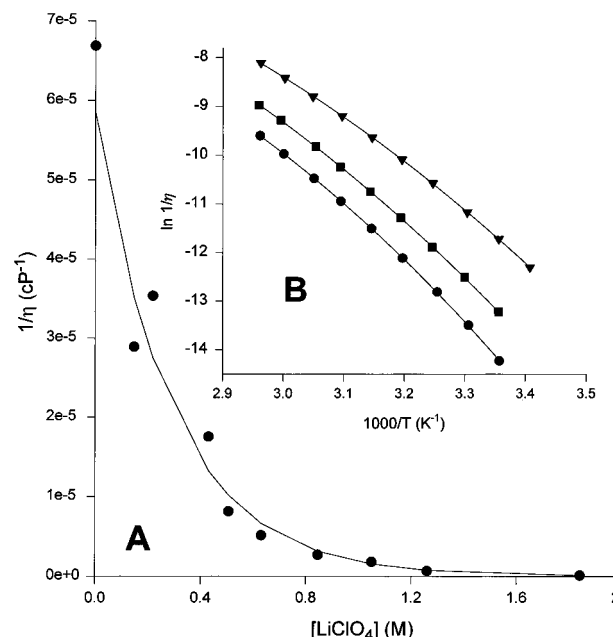 7e-5
6e-5
5e-5
4e-5
3e-5
2e-5
1e-5
0e+0
1/η (cP⁻¹)
0.0 0.4 0.8 1.2 1.6 2
[LiClO₄] (M)
A
-8
-9
-10
-11
-12
-13
-14
ln 1/η
B
2.9 3.0 3.1 3.2 3.3 3.4 3.5
1000/T (K⁻¹)